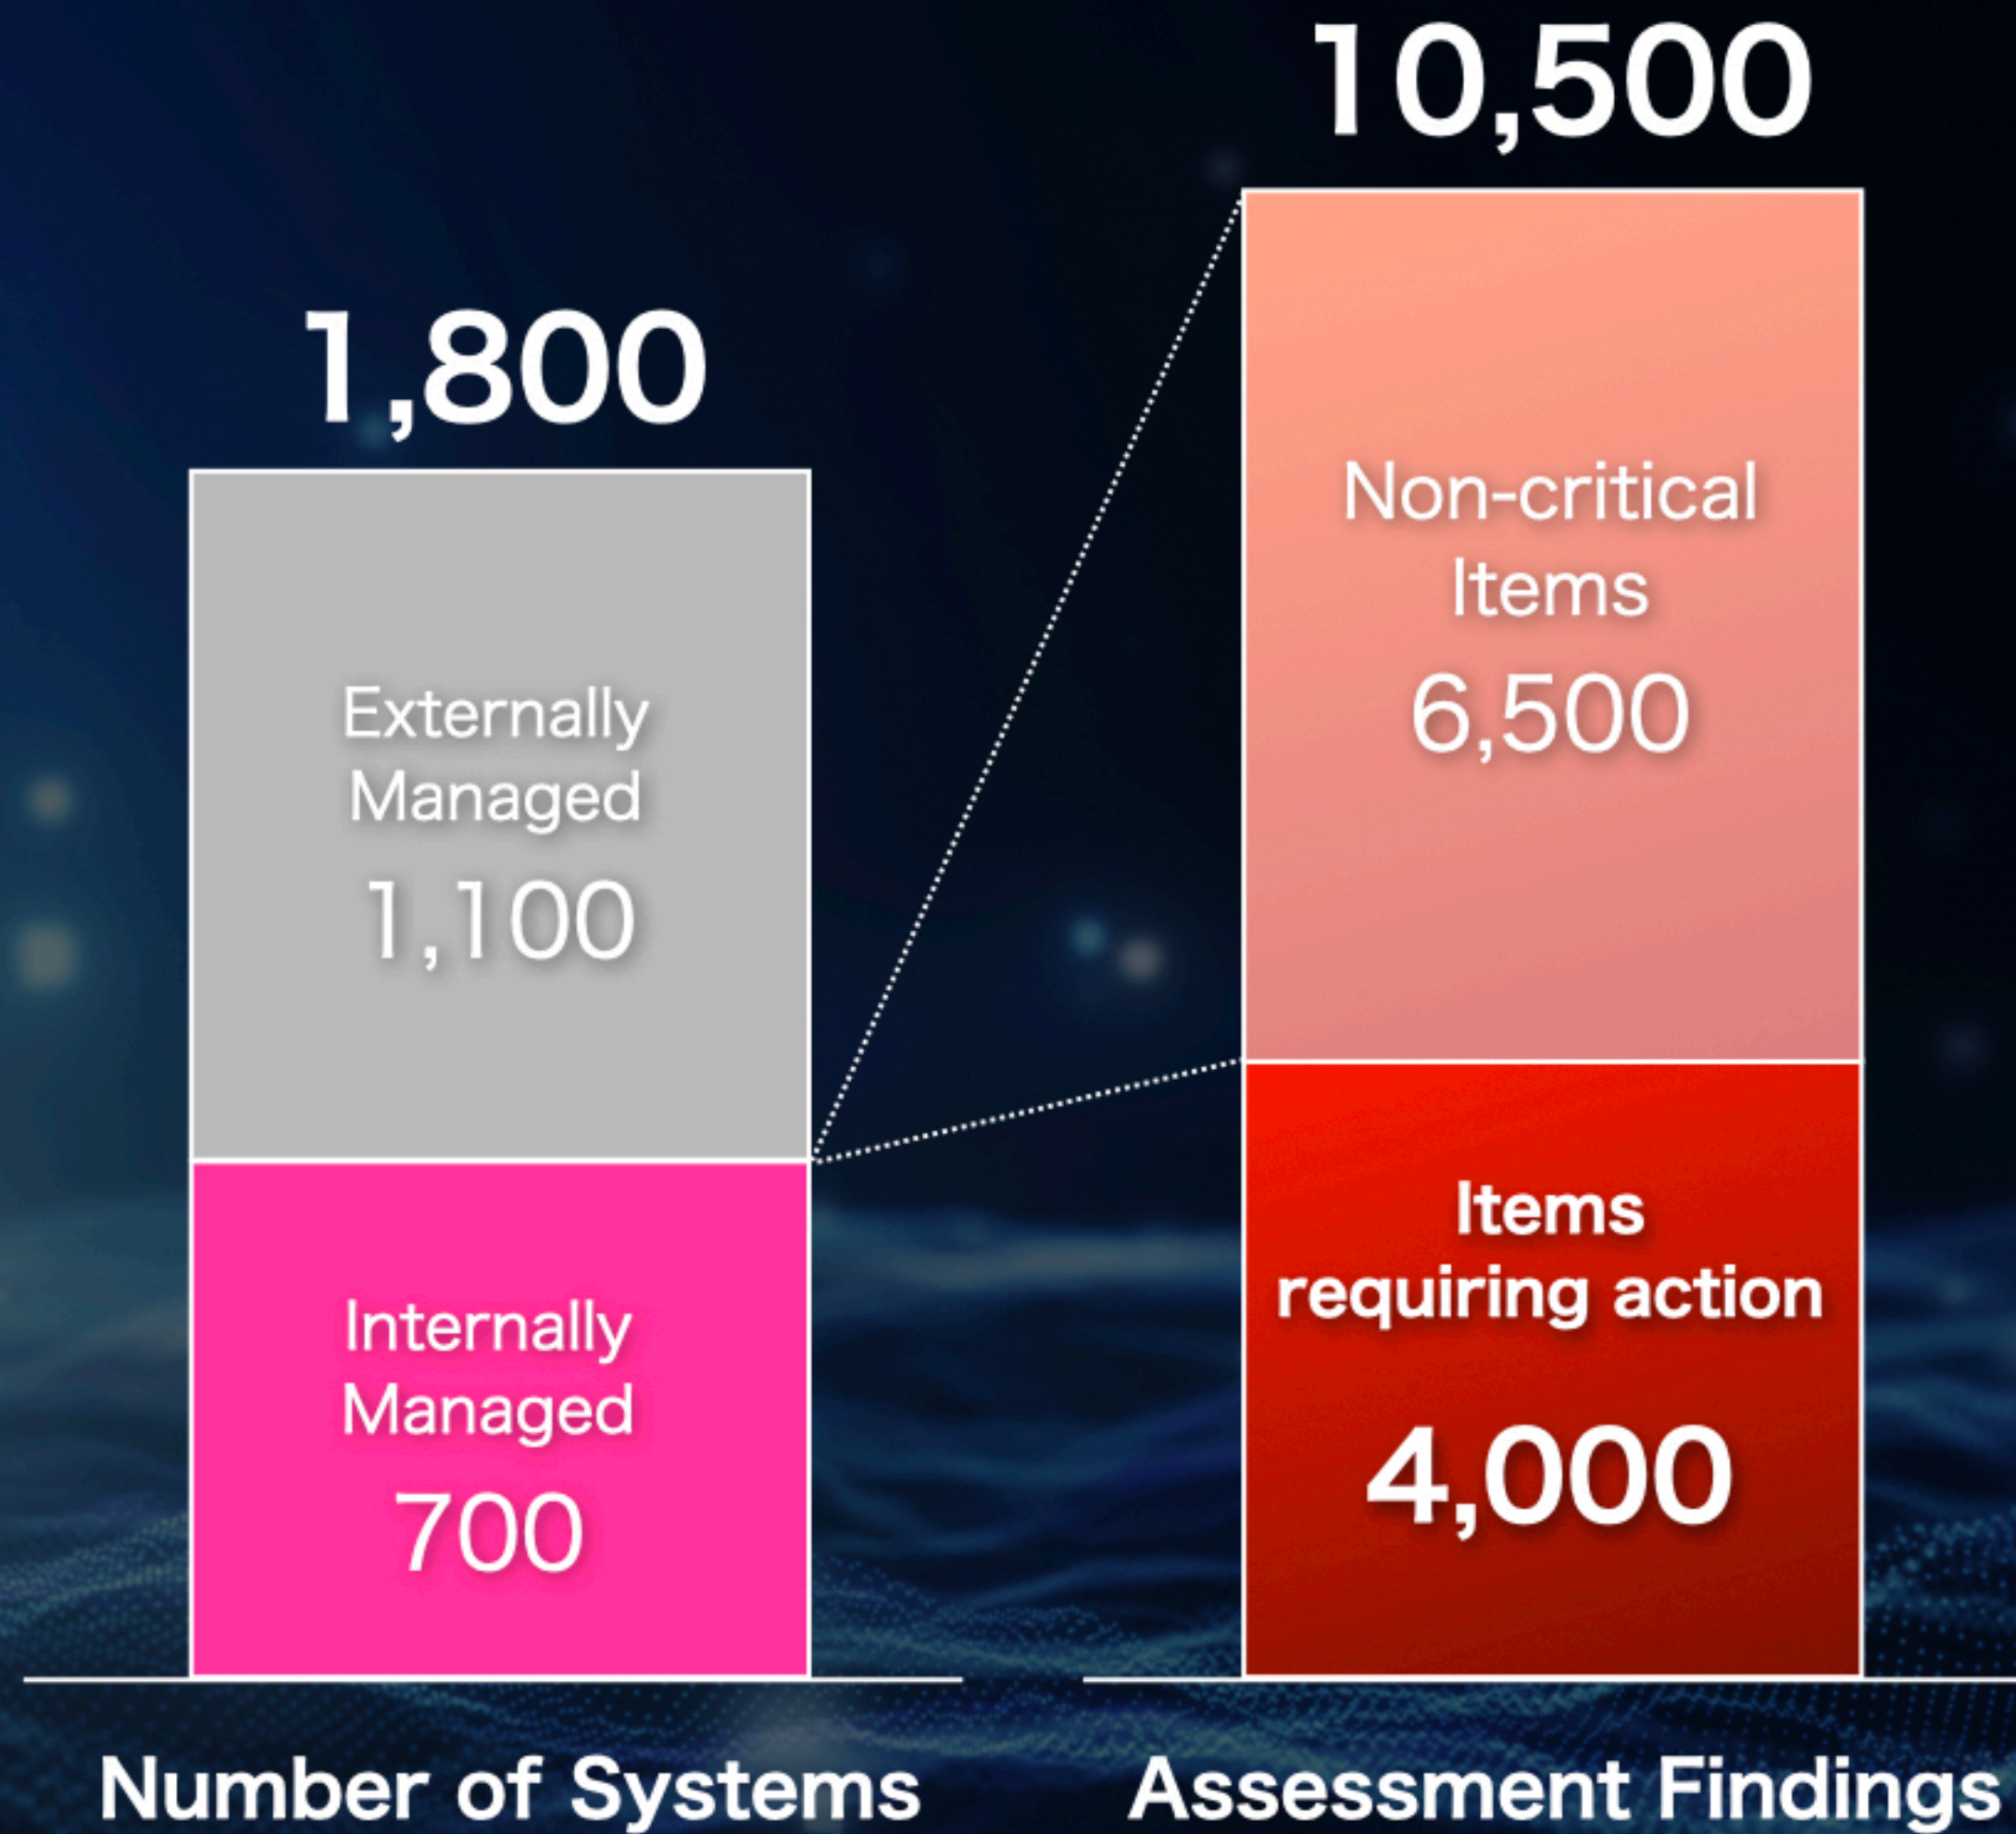 1,800
Externally
Managed
1,100
Internally
Managed
700
Number of Systems
10,500
Non-critical
Items
6,500
Items
requiring action
4,000
Assessment Findings